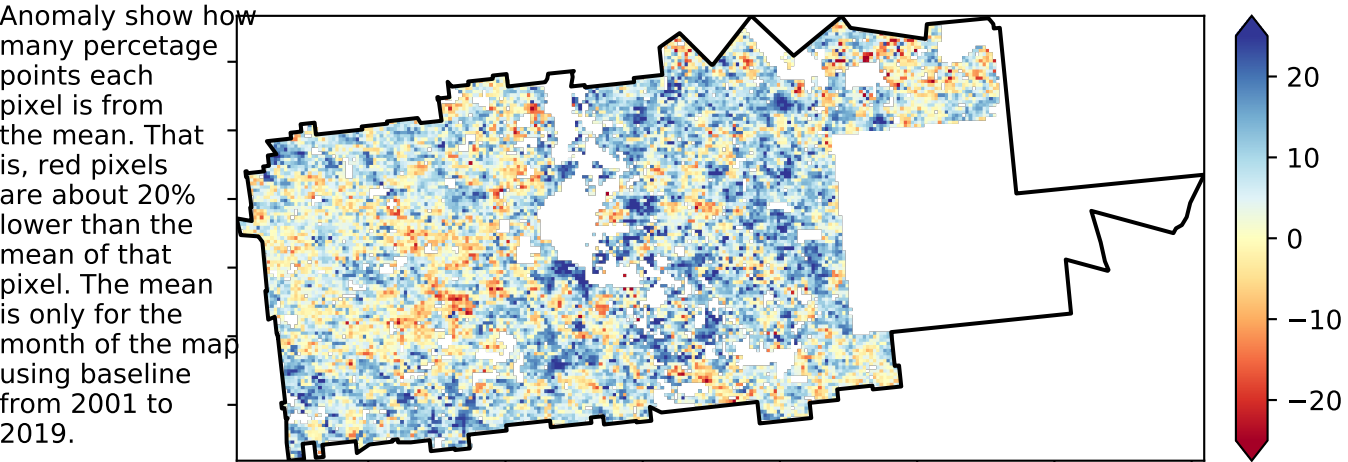 Anomaly show how
many percetage
points each
pixel is from
the mean. That
is, red pixels
are about 20%
lower than the
mean of that
pixel. The mean
is only for the
month of the map
using baseline
from 2001 to
2019.
20
10
0
−10
−20